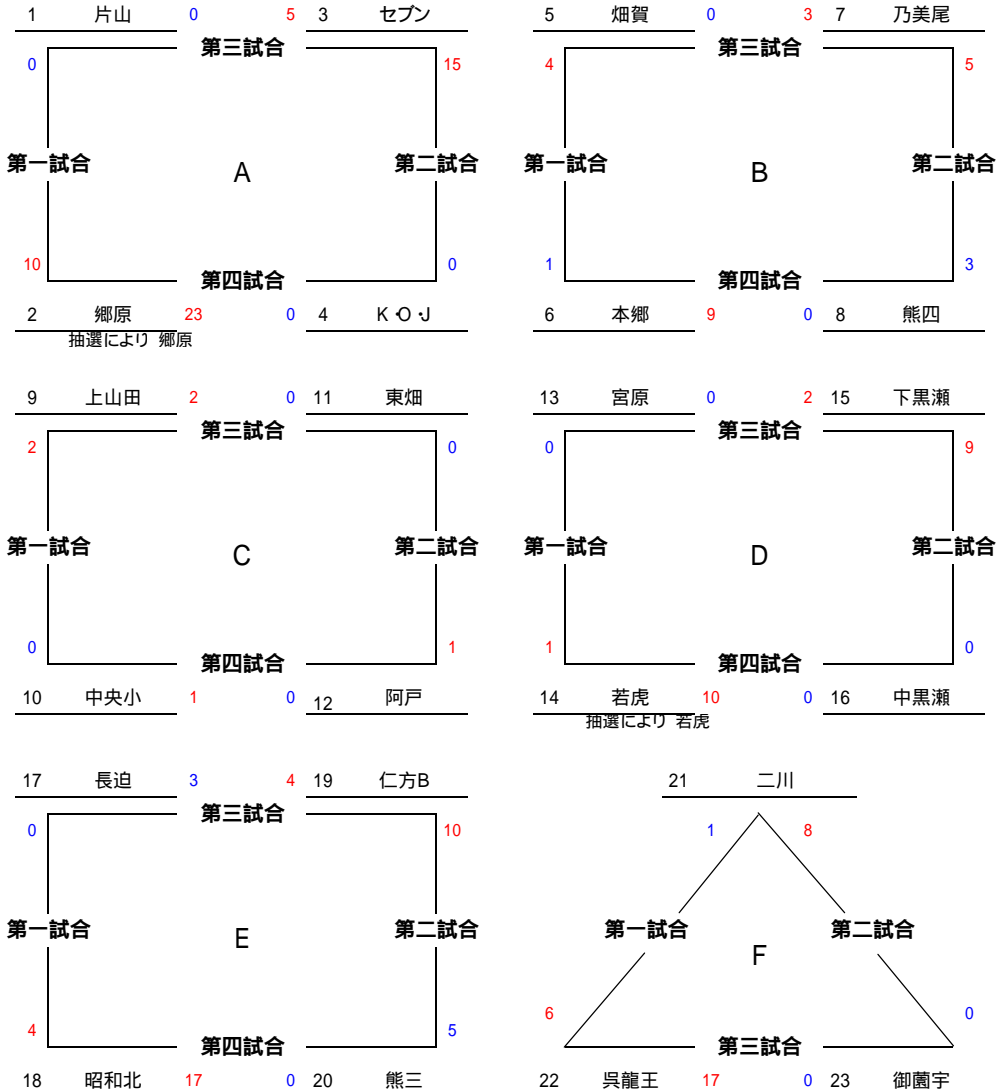 1 片山 0 5 3 セブン
第三試合
0 15
第一試合 A 第二試合
10 0
第四試合
2 郷原 23 0 4 K・O・J
抽選により 郷原
5 畑賀 0 3 7 乃美尾
第三試合
4 5
第一試合 B 第二試合
1 3
第四試合
6 本郷 9 0 8 熊四
9 上山田 2 0 11 東畑
第三試合
2 0
第一試合 C 第二試合
0 1
第四試合
10 中央小 1 0 12 阿戸
13 宮原 0 2 15 下黒瀬
第三試合
0 9
第一試合 D 第二試合
1 0
第四試合
14 若虎 10 0 16 中黒瀬
抽選により 若虎
17 長迫 3 4 19 仁方B
第三試合
0 10
第一試合 E 第二試合
4 5
第四試合
18 昭和北 17 0 20 熊三
21 二川
1 8
第一試合 第二試合
F
6 0
第三試合
22 呉龍王 17 0 23 御薗宇